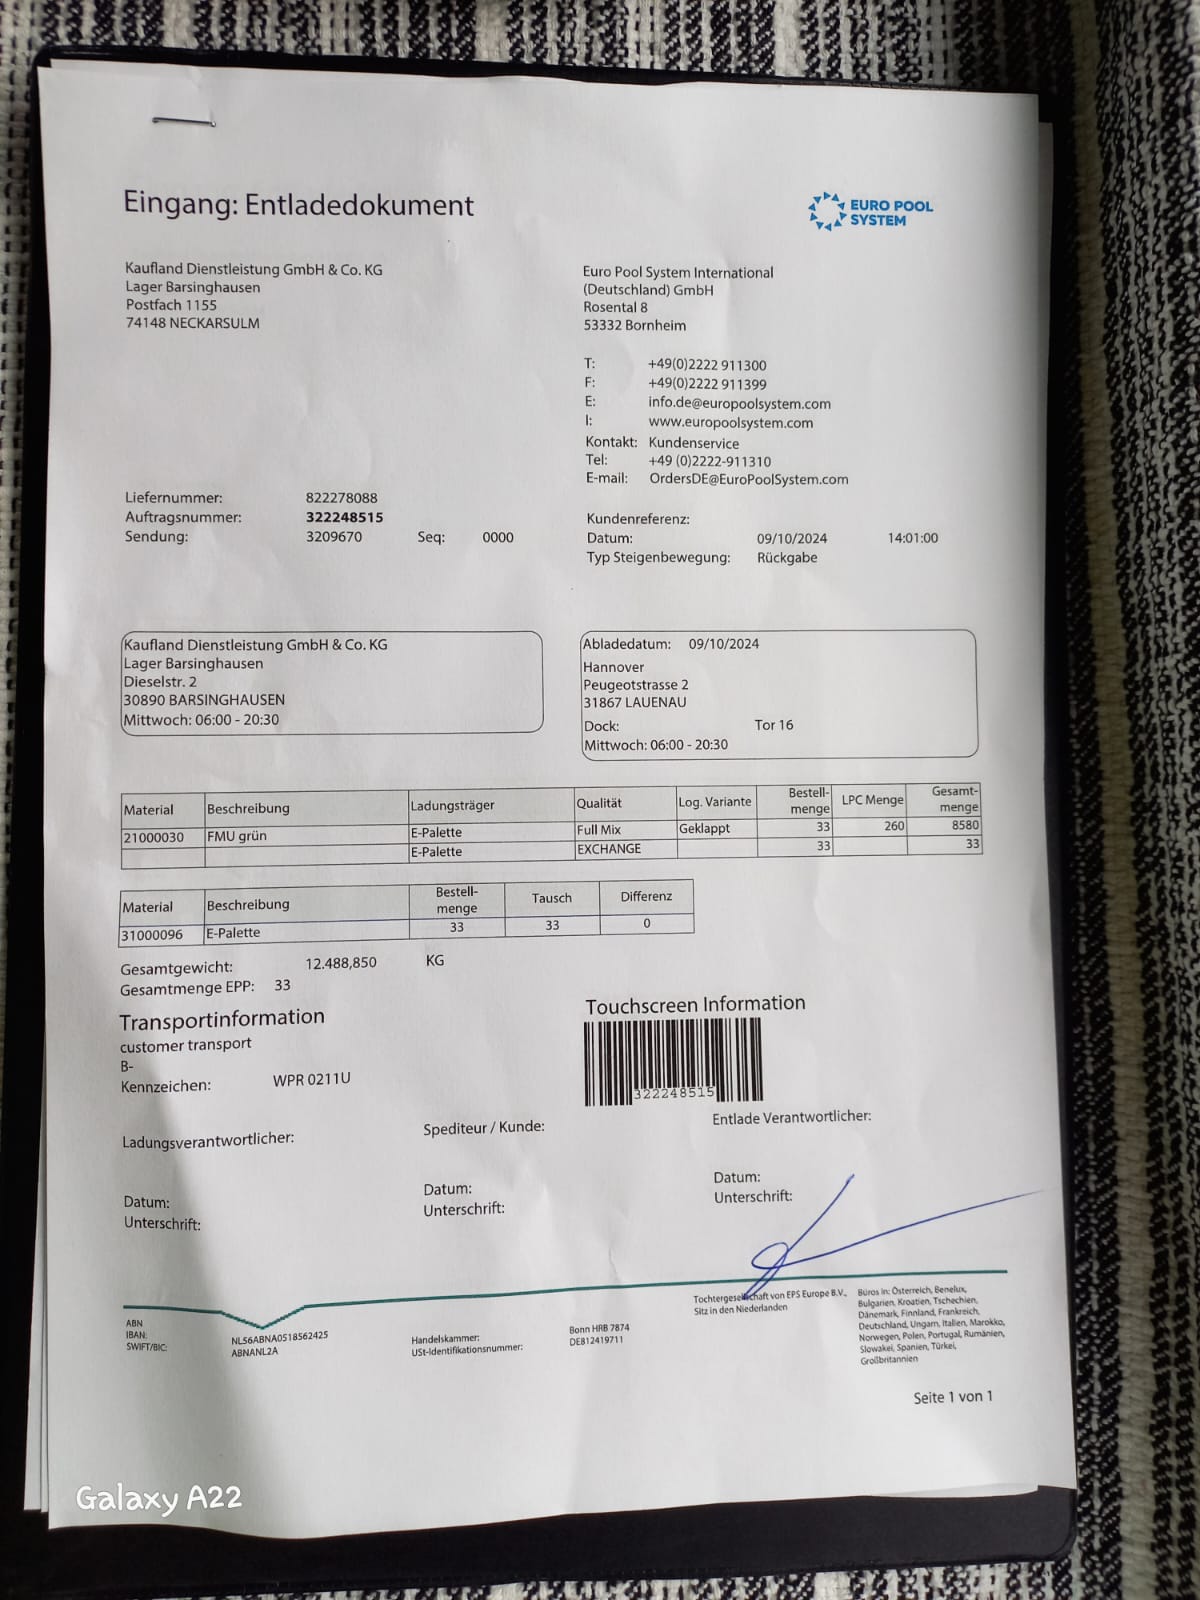 Eingang: Entladedokument
EURO POOL
SYSTEM
Kaufland Dienstleistung GmbH & Co. KG
Lager Barsinghausen
Postfach 1155
74148 NECKARSULM
Euro Pool System International
(Deutschland) GmbH
Rosental 8
53332 Bornheim
T: +49(0)2222 911300
F: +49(0)2222 911399
E: info.de@europoolsystem.com
I: www.europoolsystem.com
Kontakt: Kundenservice
Tel: +49 (0)2222-911310
E-mail: OrdersDE@EuroPoolSystem.com
Liefernummer: 822278088
Auftragsnummer: 322248515
Sendung: 3209670 Seq: 0000
Kundenreferenz:
Datum: 09/10/2024 14:01:00
Typ Steigenbewegung: Rückgabe
Kaufland Dienstleistung GmbH & Co. KG
Lager Barsinghausen
Dieselstr. 2
30890 BARSINGHAUSEN
Mittwoch: 06:00 - 20:30
Abladedatum: 09/10/2024
Hannover
Peugeotstrasse 2
31867 LAUENAU
Dock: Tor 16
Mittwoch: 06:00 - 20:30
Material Beschreibung Ladungsträger Qualität Log. Variante Bestell-menge LPC Menge Gesamt-menge
21000030 FMU grün E-Palette Full Mix Geklappt 33 260 8580
E-Palette EXCHANGE 33 33
Material Beschreibung Bestell-menge Tausch Differenz
31000096 E-Palette 33 33 0
Gesamtgewicht: 12.488,850 KG
Gesamtmenge EPP: 33
Transportinformation
customer transport
B-
Kennzeichen: WPR 0211U
Touchscreen Information
322248515
Ladungsverantwortlicher:
Spediteur / Kunde:
Entlade Verantwortlicher:
Datum:
Unterschrift:
Datum:
Unterschrift:
Datum:
Unterschrift:
ABN
IBAN: NL56ABNA0518562425
SWIFT/BIC: ABNANL2A
Handelskammer: Bonn HRB 7874
USt-Identifikationsnummer: DE812419711
Tochtergesellschaft von EPS Europe B.V.,
Sitz in den Niederlanden
Büros in: Österreich, Benelux,
Bulgarien, Kroatien, Tschechien,
Dänemark, Finnland, Frankreich,
Deutschland, Ungarn, Italien, Marokko,
Norwegen, Polen, Portugal, Rumänien,
Slowakei, Spanien, Türkei,
Großbritannien
Seite 1 von 1
Galaxy A22